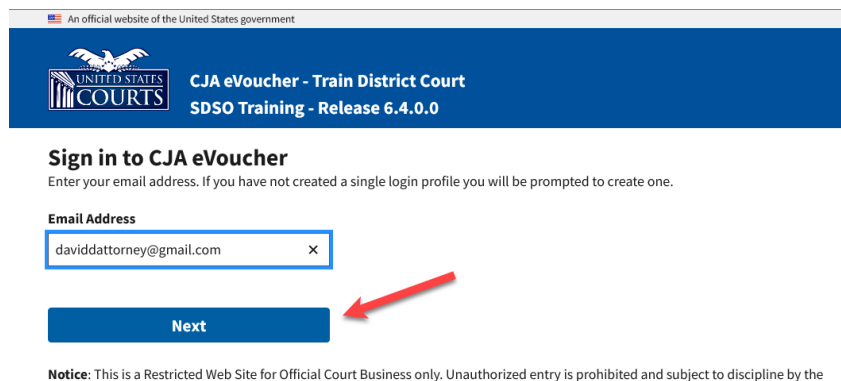 An official website of the United States government
UNITED STATES
COURTS
CJA eVoucher - Train District Court
SDSO Training - Release 6.4.0.0
Sign in to CJA eVoucher
Enter your email address. If you have not created a single login profile you will be prompted to create one.
Email Address
daviddattorney@gmail.com
Next
Notice: This is a Restricted Web Site for Official Court Business only. Unauthorized entry is prohibited and subject to discipline by the